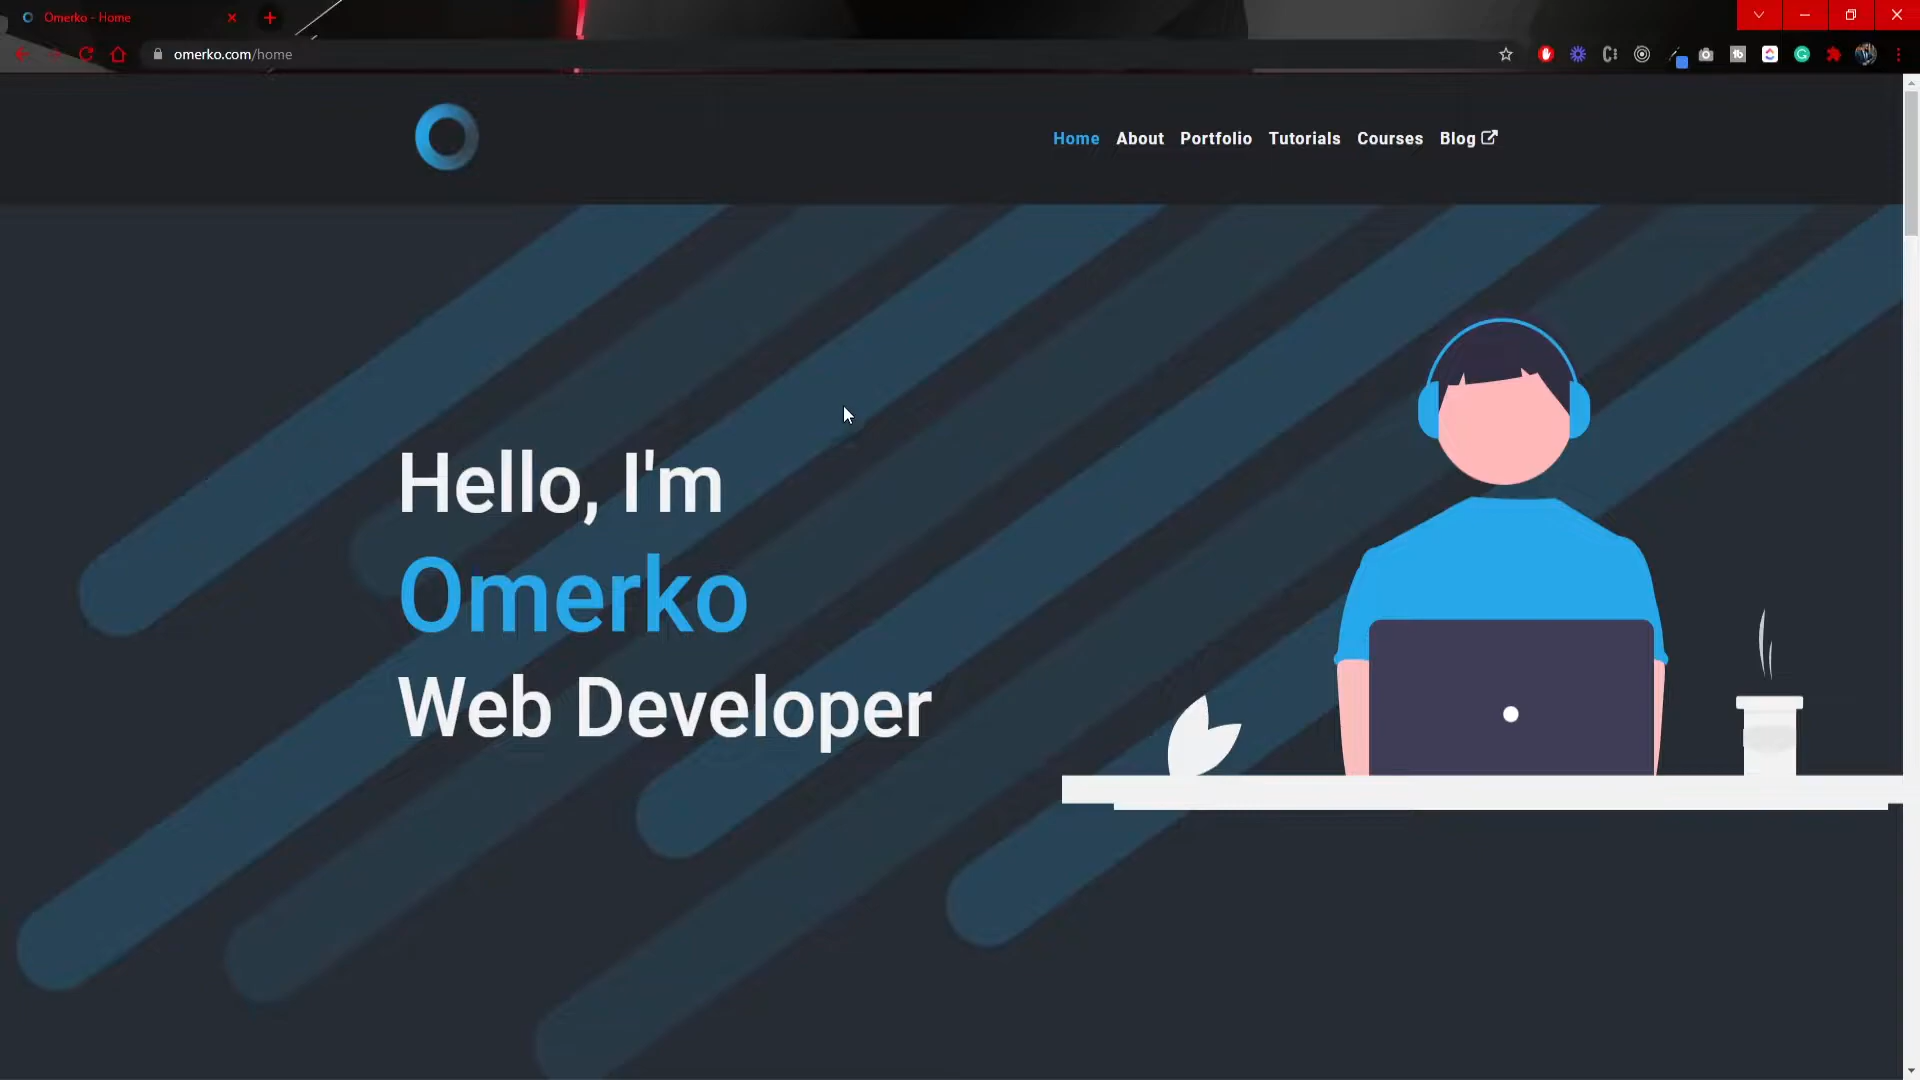 Omerko - Home
omerko.com/home
Home About Portfolio Tutorials Courses Blog
Hello, I'm
Omerko
Web Developer